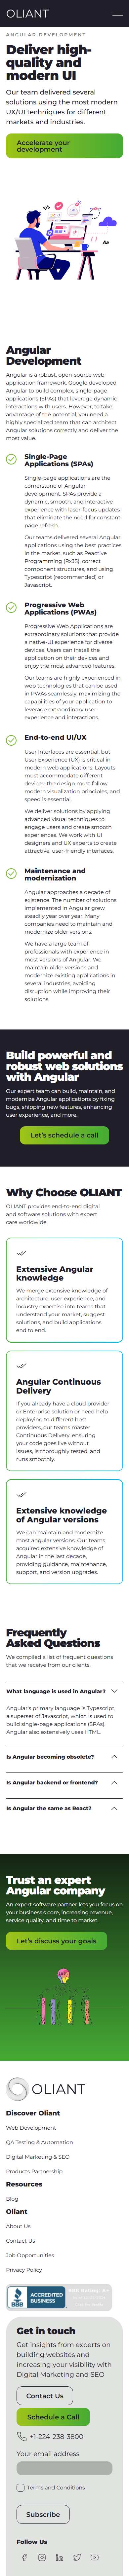 OLIANT
ANGULAR DEVELOPMENT
Deliver high-
quality and
modern UI
Our team delivered several
solutions using the most modern
UX/UI techniques for different
markets and industries.
Accelerate your
development
Angular
Development
Angular is a robust, open-source web
application framework. Google developed
Angular to build complex, single-page
applications (SPAs) that begin dynamic
interactions with users. However, to take
advantage of the potential, you need a
highly specialized team that can architect
Angular solutions correctly and deliver the
most value.
Single-Page
Applications (SPAs)
Single-page applications are the
cornerstone of Angular
development. SPAs provide a
dynamic, smooth, and interactive
experience with laser-focused
layout updates that
eliminate the need for a complete
page refresh.
Our teams delivered several Angular
applications using the best practices
in the market, such as Reactive
Programming (RxJS), correct
component structures, and using
Typescript (recommended) or
Javascript.
Progressive Web
Applications (PWAs)
Progressive Web Applications are
extraordinary solutions that provide
native-UI experience for diverse
devices. Users can install the
application on their devices and
enjoy the most advanced features.
Our teams are highly experienced in
web technologies most prevalent
in PWAs seamlessly, examining the
capabilities of your application to
leverage extraordinary user
experiences.
End-to-end UI/UX
User Interfaces are essential, but
User Experience (UX) is critical in
modern web applications. Layouts
must accommodate different
devices, the design must follow
modern visualization principles, and
speed is essential.
We deliver solutions by applying
advanced visual techniques to
engage users and create smooth
experiences. We work with UI
designers and UX experts to create
attractive, user-friendly interfaces.
Maintenance and
modernization
Angular approaches a decade of
existence. The number of solutions
implemented in Angular grew
quickly year over year. Many
companies need to maintain and
modernize older versions.
We have a large team of
professionals with experience in
most versions of Angular. We
maintain older versions and
modernize them to address
increased devices, avoiding
disruption while improving their
solutions.
Build powerful and
robust web solutions
with Angular
Our expert team can build, maintain, and
modernize Angular applications by fixing
bugs, shipping new features, enhancing
user experience, and more.
Let's schedule a call
Why Choose OLIANT
OLIANT provides end-to-end digital
and software solutions with expert
care worldwide.
Extensive Angular
knowledge
We merge extensive knowledge of
architecture, user experience, and
market insights into teams that
understand your market, suggest
solutions, and build applications
end to end.
Angular Continuous
Delivery
If you already have a cloud provider
or Enterprise solution or need help
exploring different host
providers, our teams master
Continuous Delivery, ensuring
your code goes live without
issues, is thoroughly tested, and
runs smoothly.
Extensive knowledge
of Angular versions
We can maintain and modernize
most angular versions. Our teams
acquired extensive knowledge of
Angular in the last decade,
providing guidance, maintenance,
support, and version upgrades.
Frequently
Asked Questions
We compiled a list of frequent questions
that we receive from our clients.
What language is used in Angular?
Angular's primary language is Typescript,
a superset of Javascript, which is used to
build single-page applications (SPAs).
Angular also extensively uses HTML.
Is Angular becoming obsolete?
Is Angular backend or frontend?
Is Angular the same as React?
Trust an expert
Angular company
An expert software partner lets you focus on
your business's core, increasing revenue,
service quality, and time to market.
Let's discuss your goals
OLIANT
Discover Oliant
Web Development
QA Testing & Automation
Digital Marketing & SEO
Products Partnership
Resources
Blog
Oliant
About Us
Contact Us
Job Opportunities
Privacy Policy
BBB
ACCREDITED
BUSINESS
BBB Rating: A+
Get in touch
Get insights from experts on
building websites and
increasing your visibility with
Digital Marketing and SEO
Contact Us
Schedule a Call
+1-224-238-3800
Your email address
Terms and Conditions
Subscribe
Follow Us